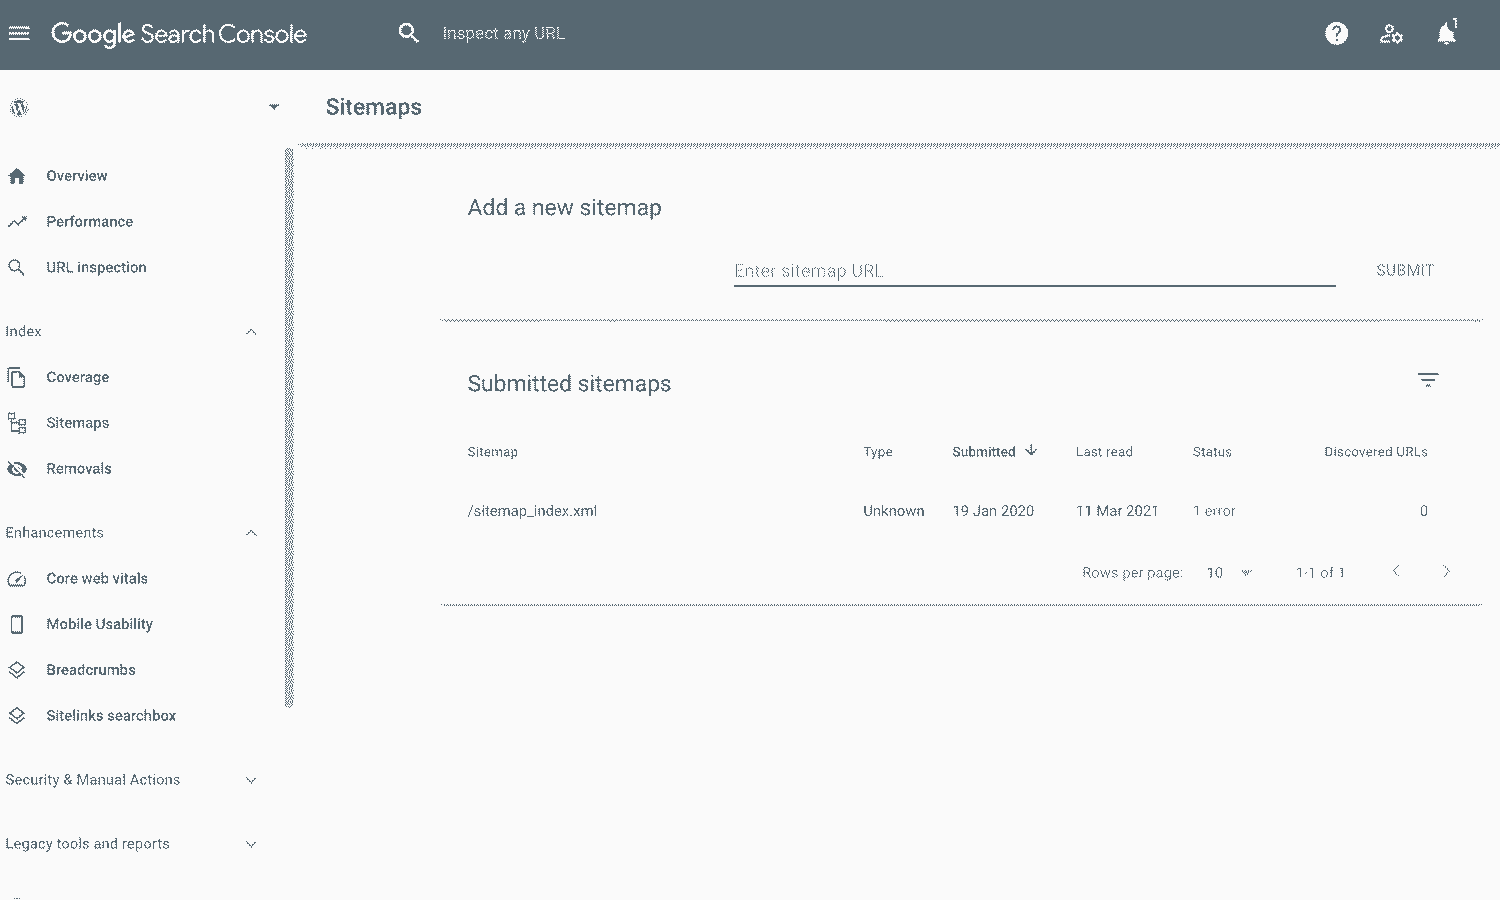 Google Search Console
Inspect any URL
1
Sitemaps
Overview
Performance
URL inspection
Index
Coverage
Sitemaps
Removals
Enhancements
Core web vitals
Mobile Usability
Breadcrumbs
Sitelinks searchbox
Security & Manual Actions
Legacy tools and reports
Add a new sitemap
Enter sitemap URL
SUBMIT
Submitted sitemaps
Sitemap Type Submitted Last read Status Discovered URLs
/sitemap_index.xml Unknown 19 Jan 2020 11 Mar 2021 1 error 0
Rows per page: 10 1-1 of 1